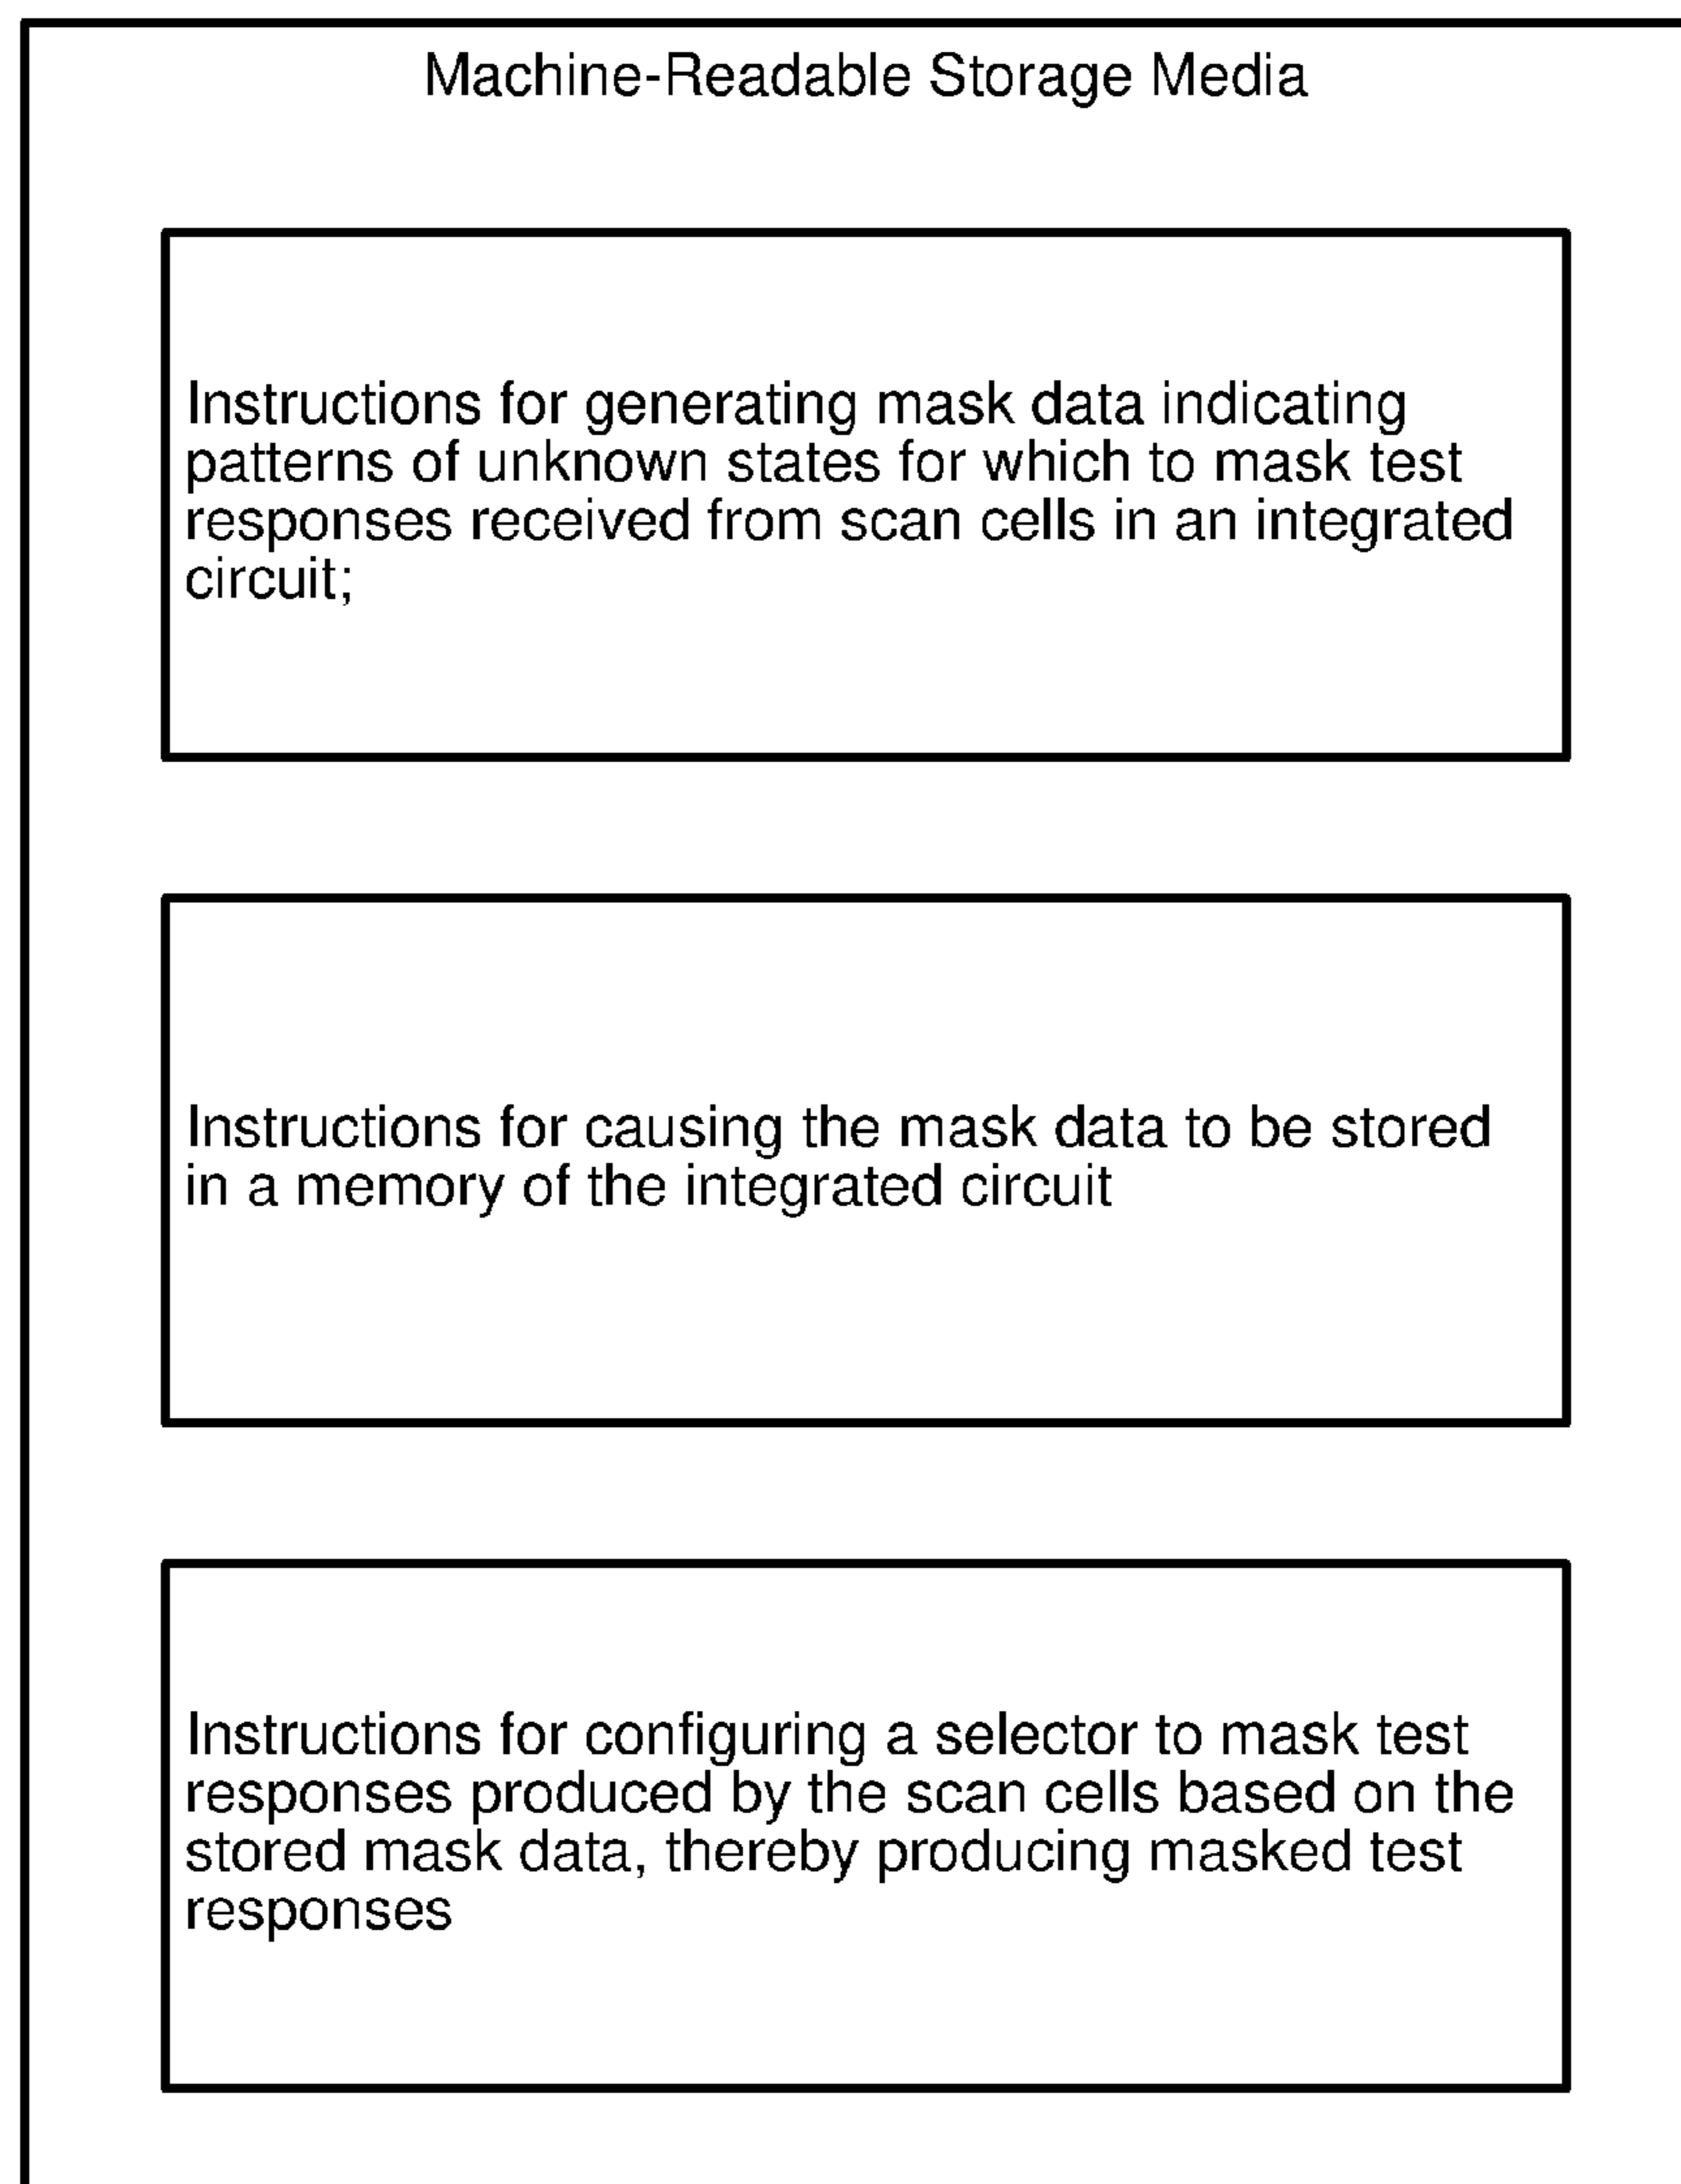 Machine-Readable Storage Media
Instructions for generating mask data indicating
patterns of unknown states for which to mask test
responses received from scan cells in an integrated
circuit;
Instructions for causing the mask data to be stored
in a memory of the integrated circuit
Instructions for configuring a selector to mask test
responses produced by the scan cells based on the
stored mask data, thereby producing masked test
responses